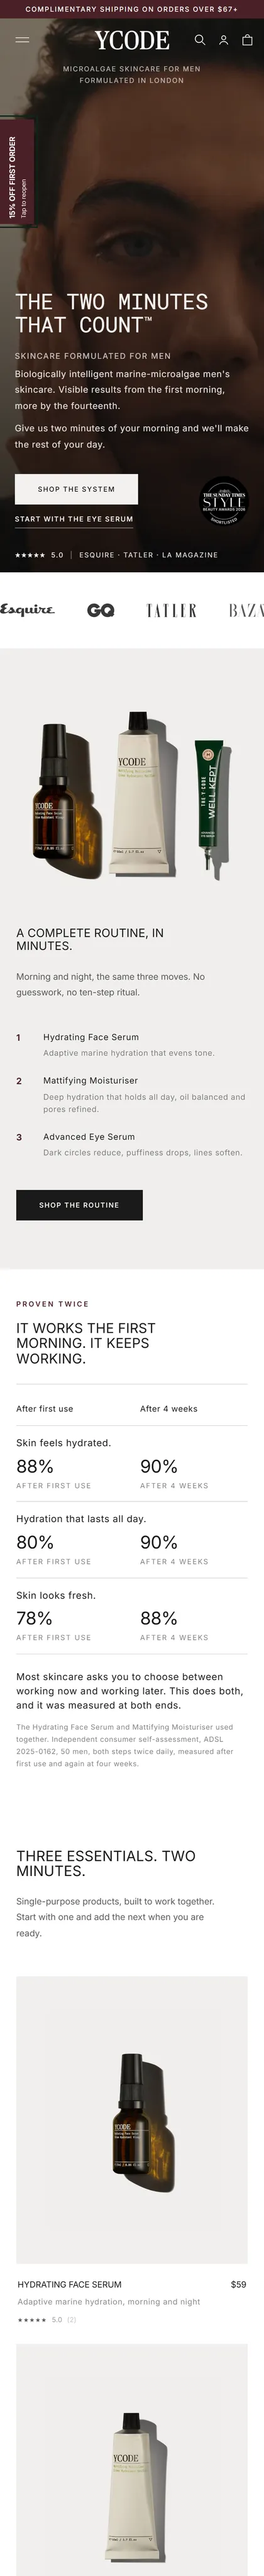 COMPLIMENTARY SHIPPING ON ORDERS OVER $67+
YCODE
MICROALGAE SKINCARE FOR MEN
FORMULATED IN LONDON
15% OFF FIRST ORDER
Tap to reopen
THE TWO MINUTES
THAT COUNT™
SKINCARE FORMULATED FOR MEN
Biologically intelligent marine-microalgae men's
skincare. Visible results from the first morning,
more by the fourteenth.
Give us two minutes of your morning and we'll make
the rest of your day.
SHOP THE SYSTEM
START WITH THE EYE SERUM
THE SUNDAY TIMES
STYLE
BEAUTY AWARDS
SHORTLISTED
★★★★★ 5.0 | ESQUIRE · TATLER · LA MAGAZINE
Esquire
GQ
TATLER
BAZA
YCODE
YCODE
THE Y CODE
WELL KEPT
A COMPLETE ROUTINE, IN
MINUTES.
Morning and night, the same three moves. No
guesswork, no ten-step ritual.
1 Hydrating Face Serum
Adaptive marine hydration that evens tone.
2 Mattifying Moisturiser
Deep hydration that holds all day, oil balanced and
pores refined.
3 Advanced Eye Serum
Dark circles reduce, puffiness drops, lines soften.
SHOP THE ROUTINE
PROVEN TWICE
IT WORKS THE FIRST
MORNING. IT KEEPS
WORKING.
After first use After 4 weeks
Skin feels hydrated.
88% 90%
AFTER FIRST USE AFTER 4 WEEKS
Hydration that lasts all day.
80% 90%
AFTER FIRST USE AFTER 4 WEEKS
Skin looks fresh.
78% 88%
AFTER FIRST USE AFTER 4 WEEKS
Most skincare asks you to choose between
working now and working later. This does both,
and it was measured at both ends.
The Hydrating Face Serum and Mattifying Moisturiser used
together. Independent consumer self-assessment, ADSL
2025-0162, 50 men, both steps twice daily, measured after
first use and again at four weeks.
THREE ESSENTIALS. TWO
MINUTES.
Single-purpose products, built to work together.
Start with one and add the next when you are
ready.
YCODE
HYDRATING FACE SERUM $59
Adaptive marine hydration, morning and night
★★★★★ 5.0 (2)
YCODE